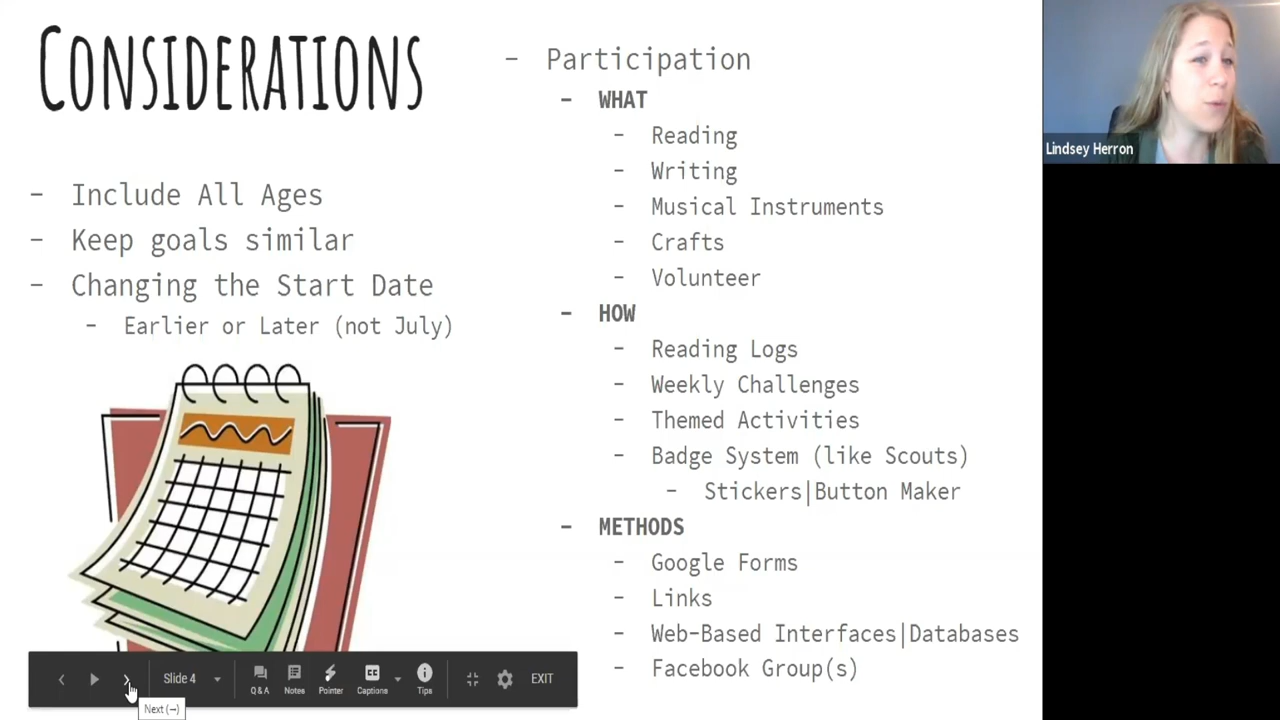 CONSIDERATIONS
- Include All Ages
- Keep goals similar
- Changing the Start Date
- Earlier or Later (not July)
- Participation
- WHAT
- Reading
- Writing
- Musical Instruments
- Crafts
- Volunteer
- HOW
- Reading Logs
- Weekly Challenges
- Themed Activities
- Badge System (like Scouts)
- Stickers|Button Maker
- METHODS
- Google Forms
- Links
- Web-Based Interfaces|Databases
- Facebook Group(s)
Lindsey Herron
Slide 4
Q & A
Notes
Pointer
Captions
Tips
EXIT
Next (→)